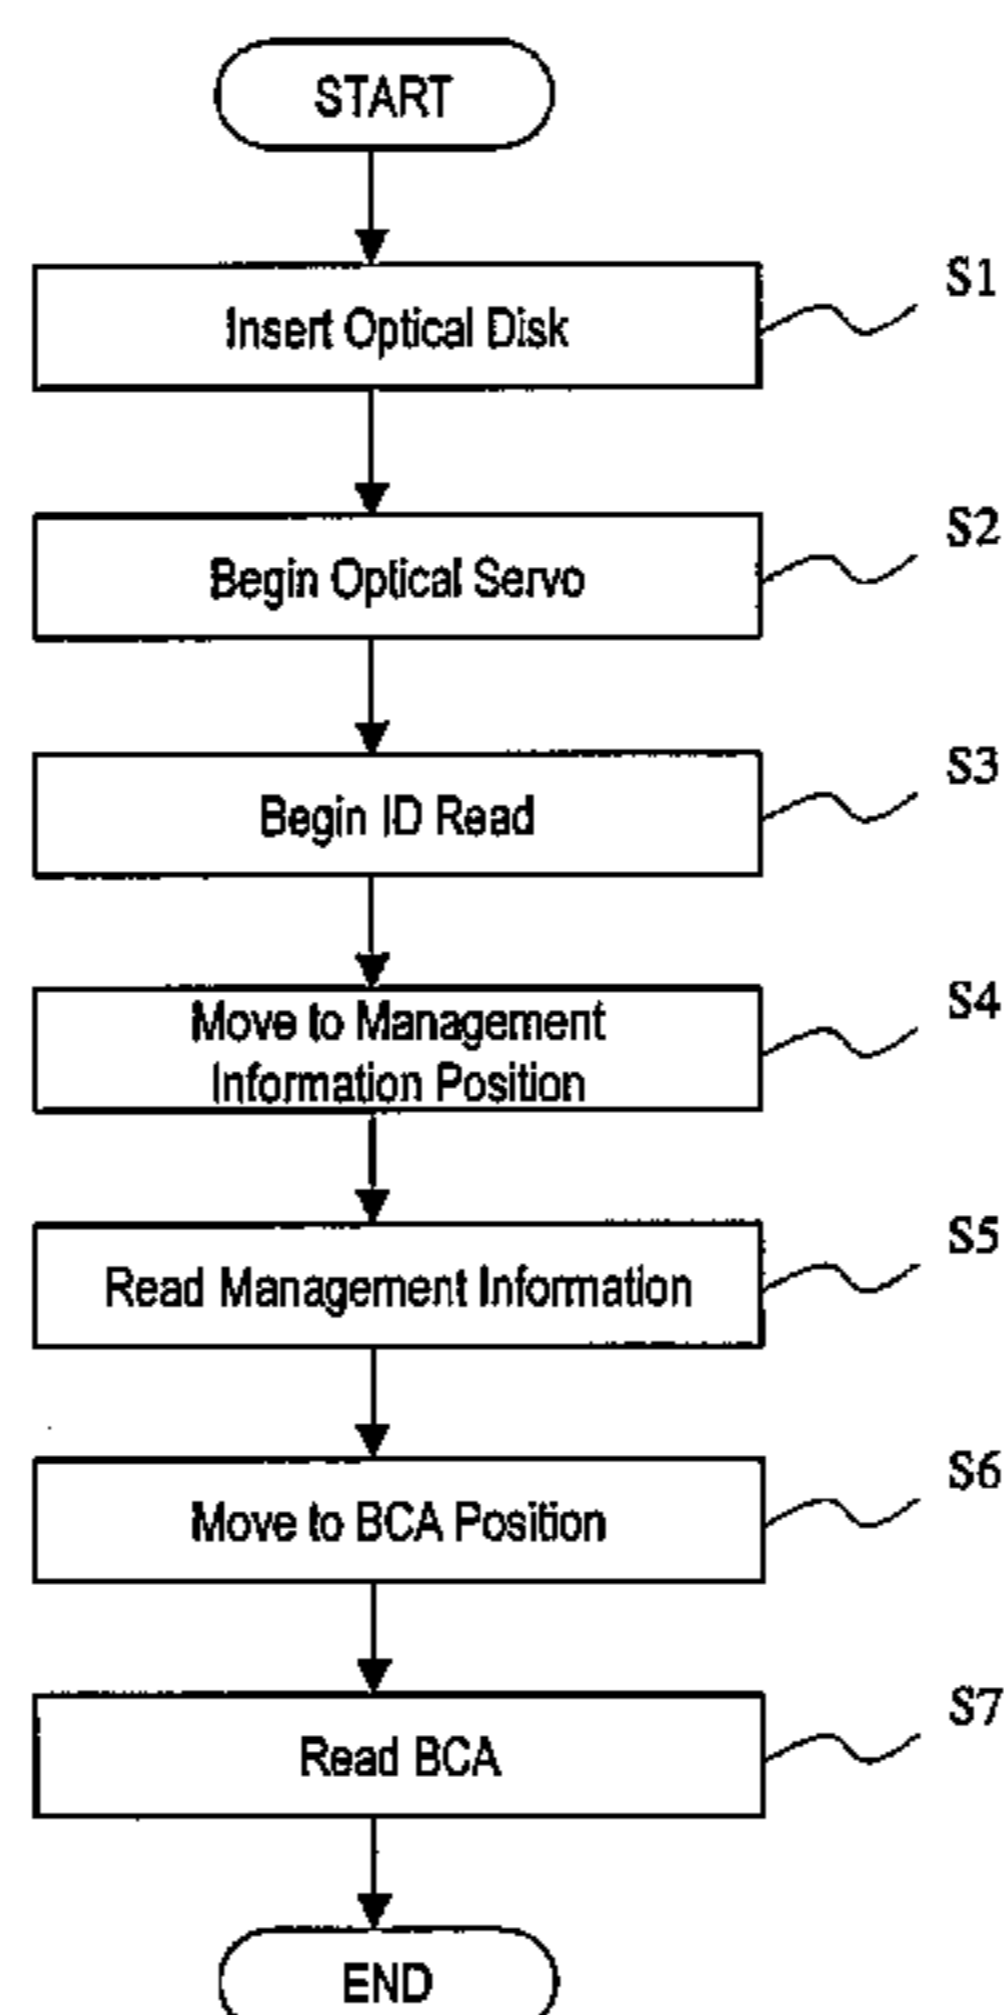 START
Insert Optical Disk
S1
Begin Optical Servo
S2
Begin ID Read
S3
Move to Management
Information Position
S4
Read Management Information
S5
Move to BCA Position
S6
Read BCA
S7
END